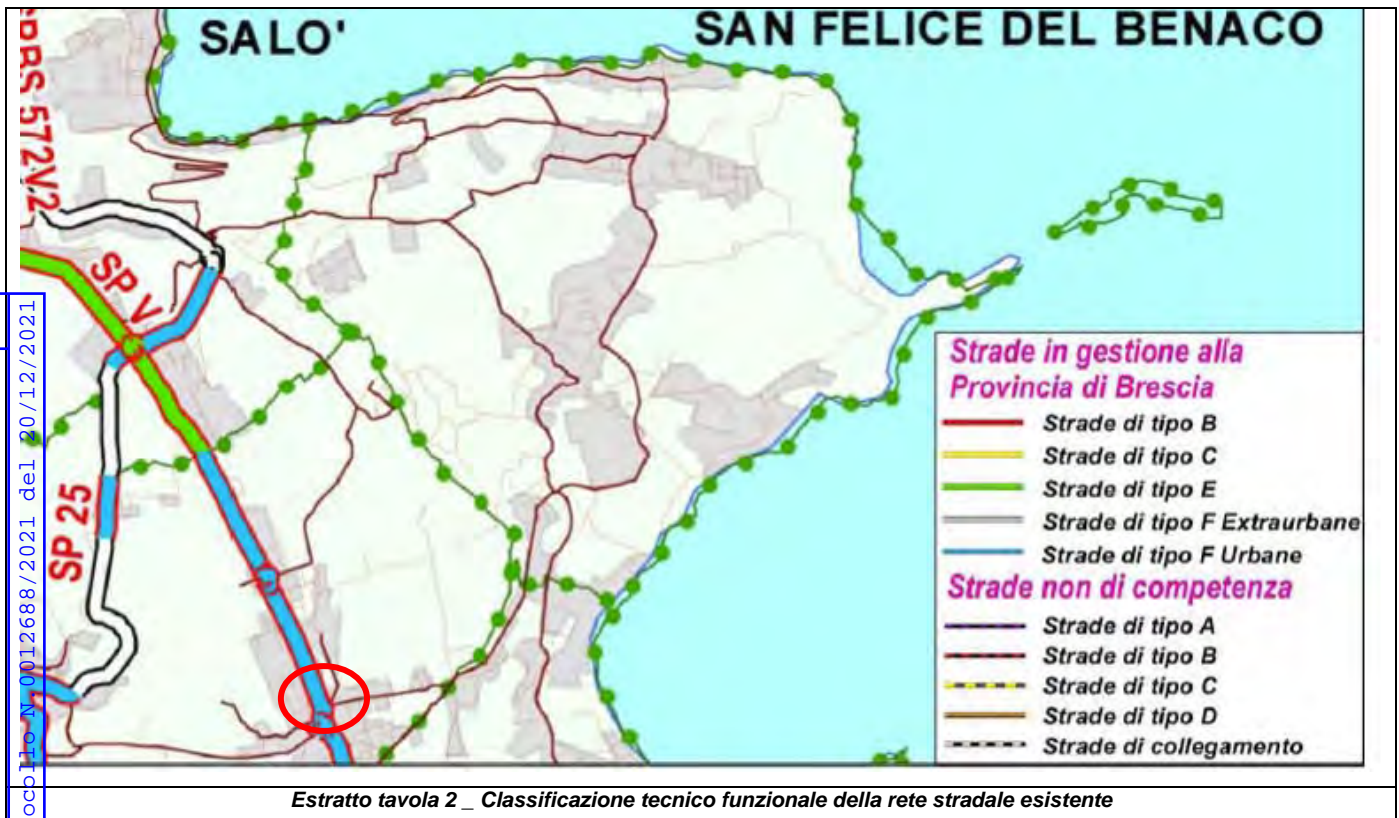 SALO'
SAN FELICE DEL BENACO
572V2
SP V
SP 25
Strade in gestione alla
Provincia di Brescia
Strade di tipo B
Strade di tipo C
Strade di tipo E
Strade di tipo F Extraurbane
Strade di tipo F Urbane
Strade non di competenza
Strade di tipo A
Strade di tipo B
Strade di tipo C
Strade di tipo D
Strade di collegamento
ocollo N.0012688/2021 del 20/12/2021
Estratto tavola 2 _ Classificazione tecnico funzionale della rete stradale esistente